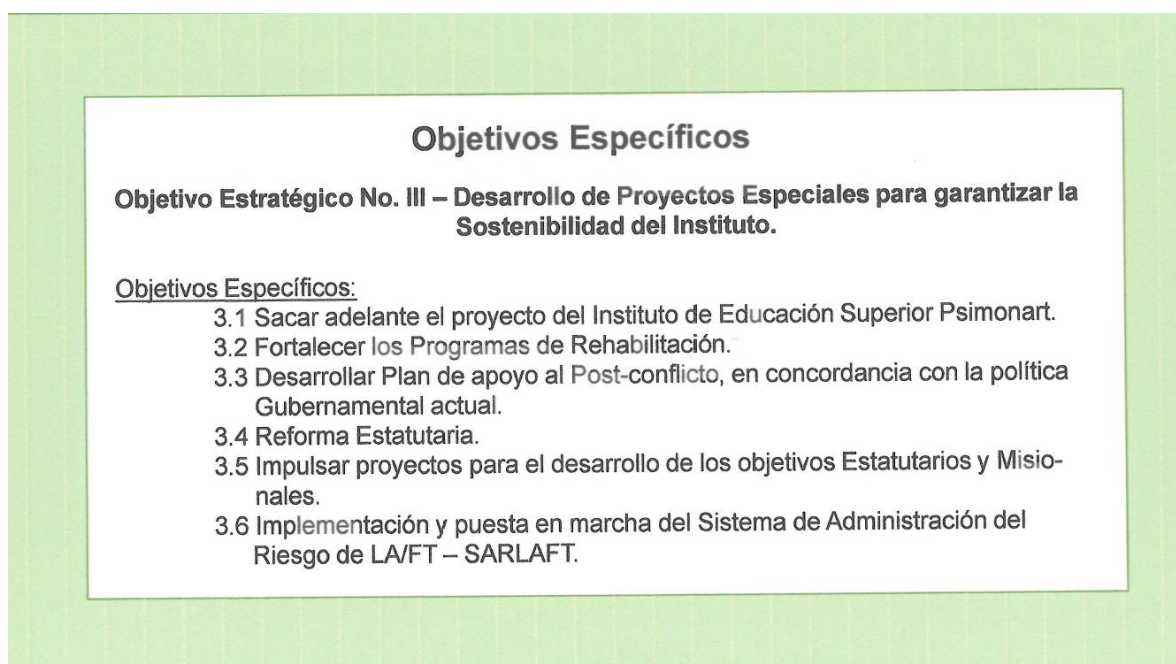 Objetivos Específicos
Objetivo Estratégico No. III – Desarrollo de Proyectos Especiales para garantizar la
Sostenibilidad del Instituto.
Objetivos Específicos:
3.1 Sacar adelante el proyecto del Instituto de Educación Superior Psimonart.
3.2 Fortalecer los Programas de Rehabilitación.
3.3 Desarrollar Plan de apoyo al Post-conflicto, en concordancia con la política
Gubernamental actual.
3.4 Reforma Estatutaria.
3.5 Impulsar proyectos para el desarrollo de los objetivos Estatutarios y Misio-
nales.
3.6 Implementación y puesta en marcha del Sistema de Administración del
Riesgo de LA/FT – SARLAFT.